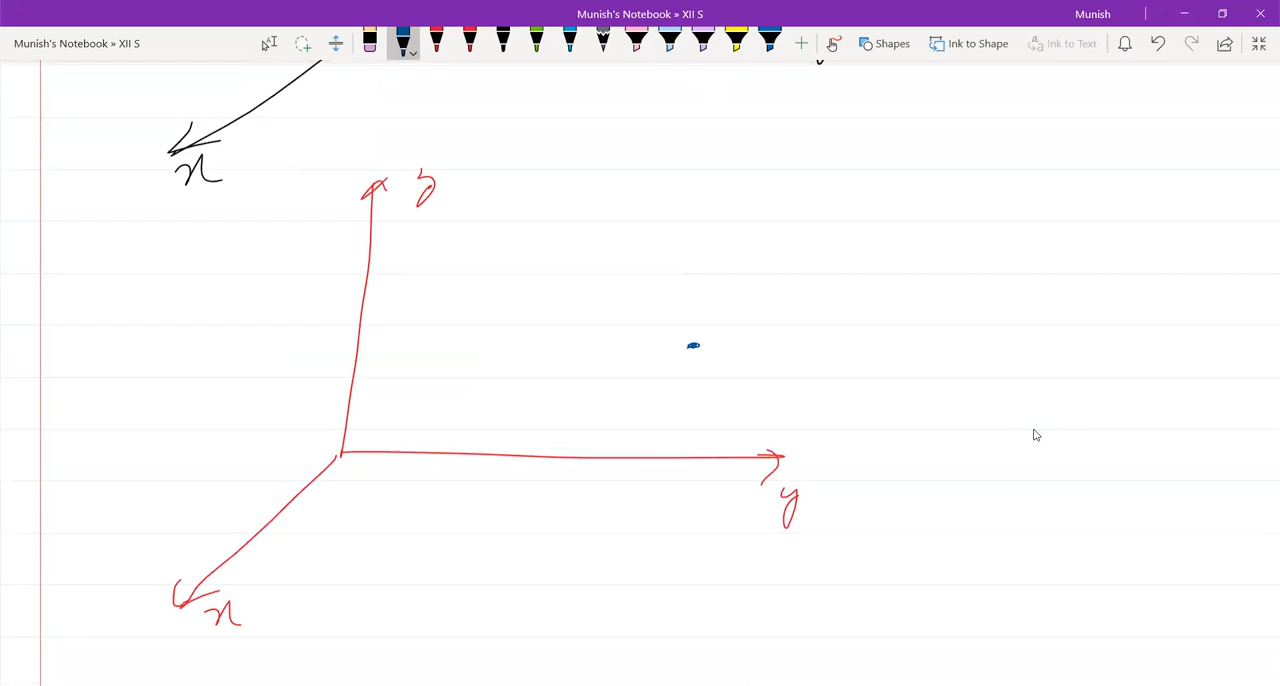 Munish's Notebook » XII S
Munish
Munish's Notebook » XII S
Shapes
Ink to Shape
Ink to Text
x
z
y
x